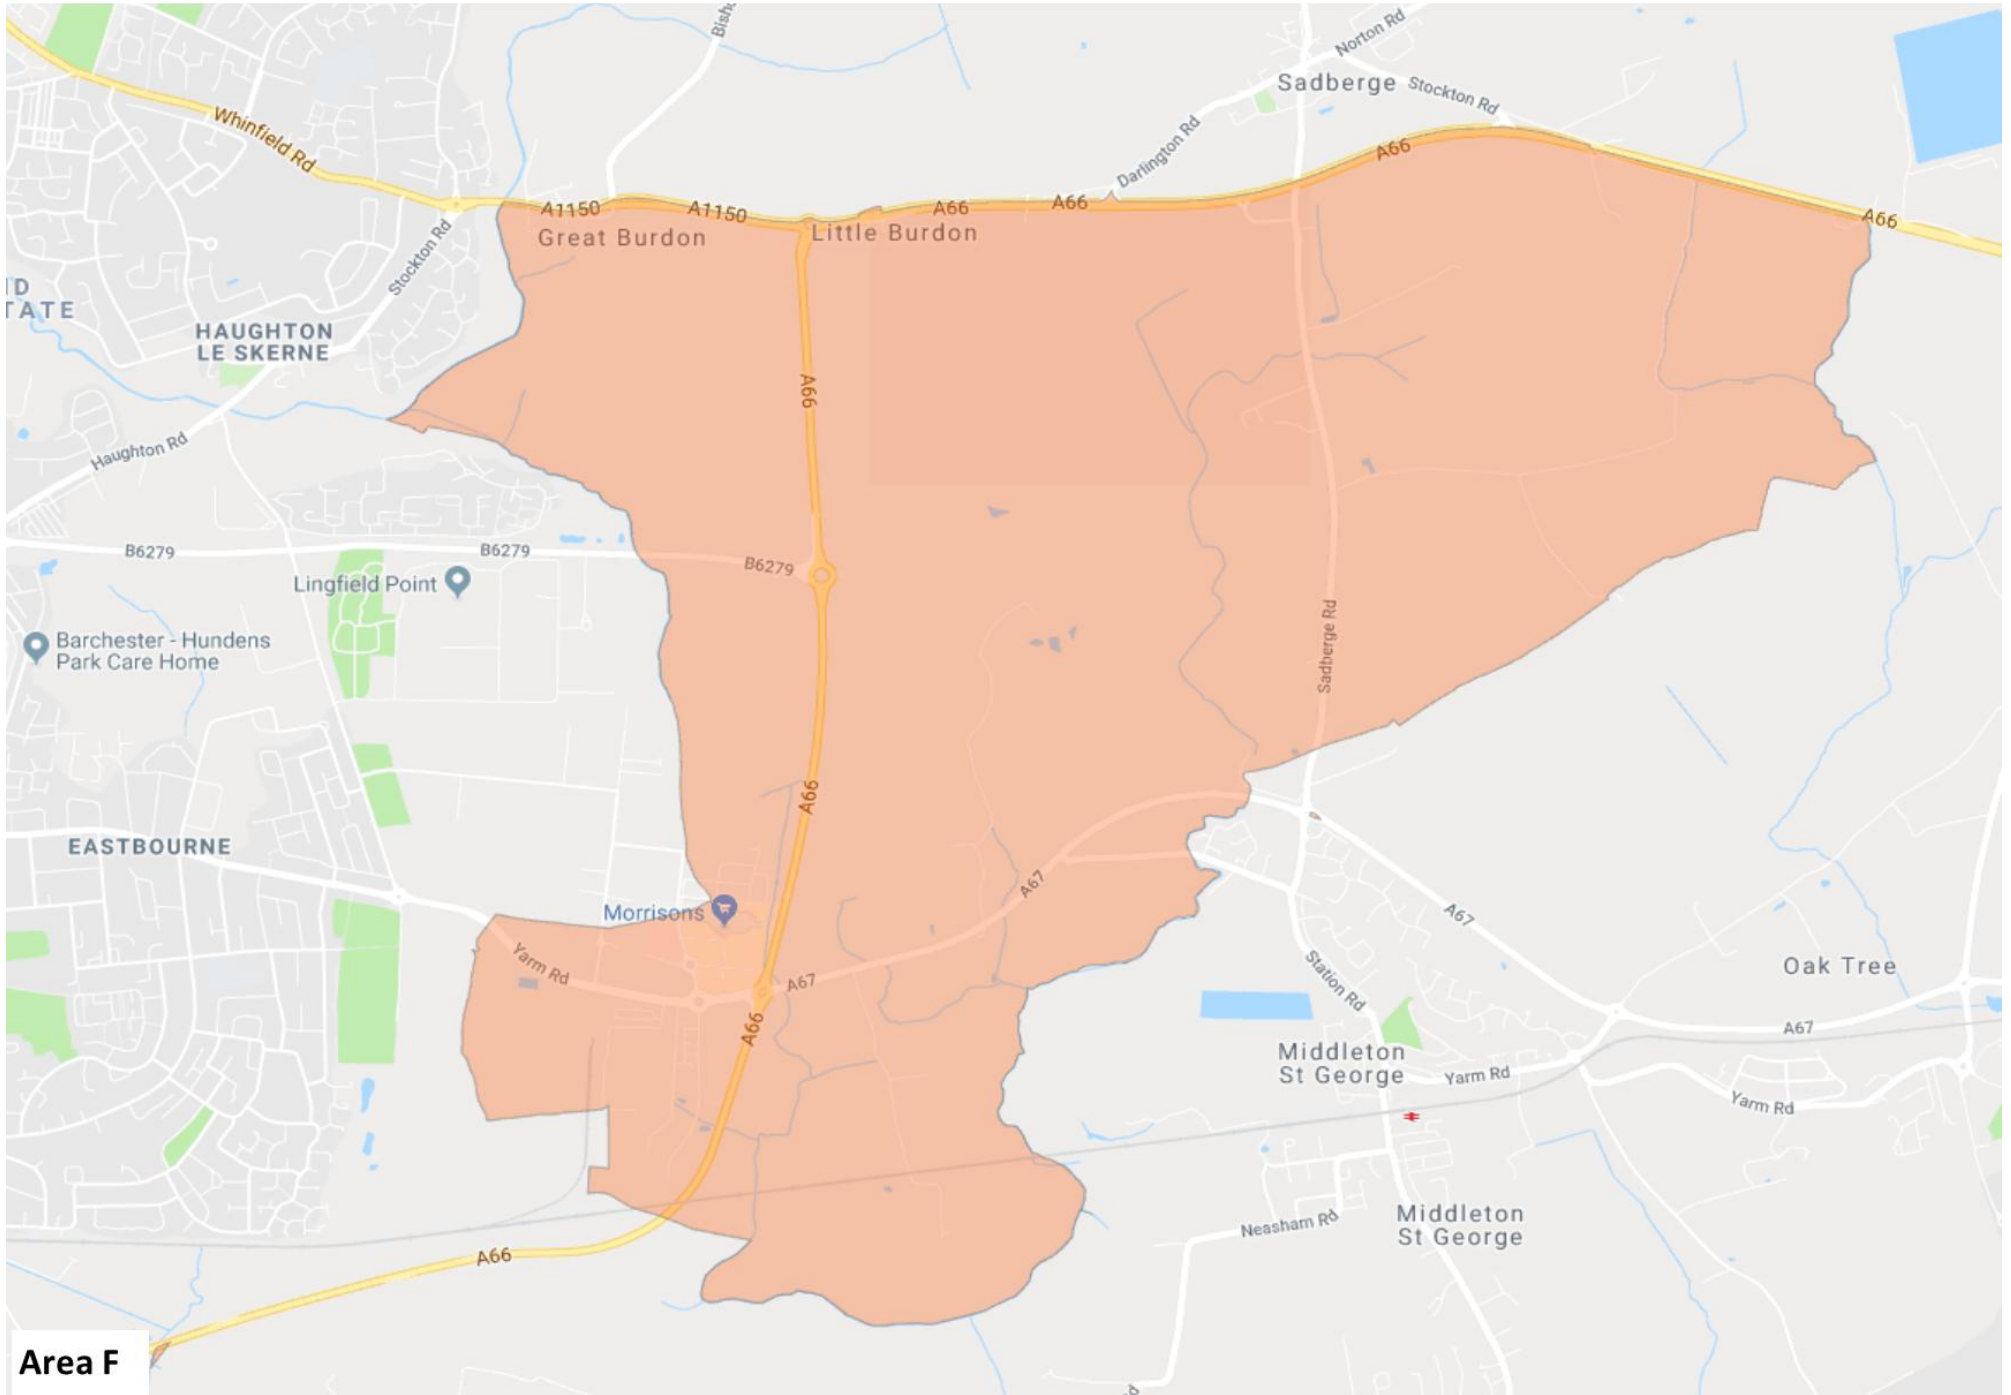 Bish
Norton Rd
Sadberge
Stockton Rd
Whinfield Rd
Darlington Rd
A66
A1150
A1150
A66
A66
A66
Great Burdon
Little Burdon
Stockton Rd
ID
TATE
HAUGHTON
LE SKERNE
A66
Haughton Rd
B6279
B6279
B6279
Lingfield Point
Barchester - Hundens
Park Care Home
Sadberge Rd
A66
EASTBOURNE
A67
Morrisons
A67
Yarm Rd
A67
Oak Tree
Station Rd
A66
A67
Middleton
St George
Yarm Rd
Yarm Rd
Neasham Rd
Middleton
St George
A66
Area F
d